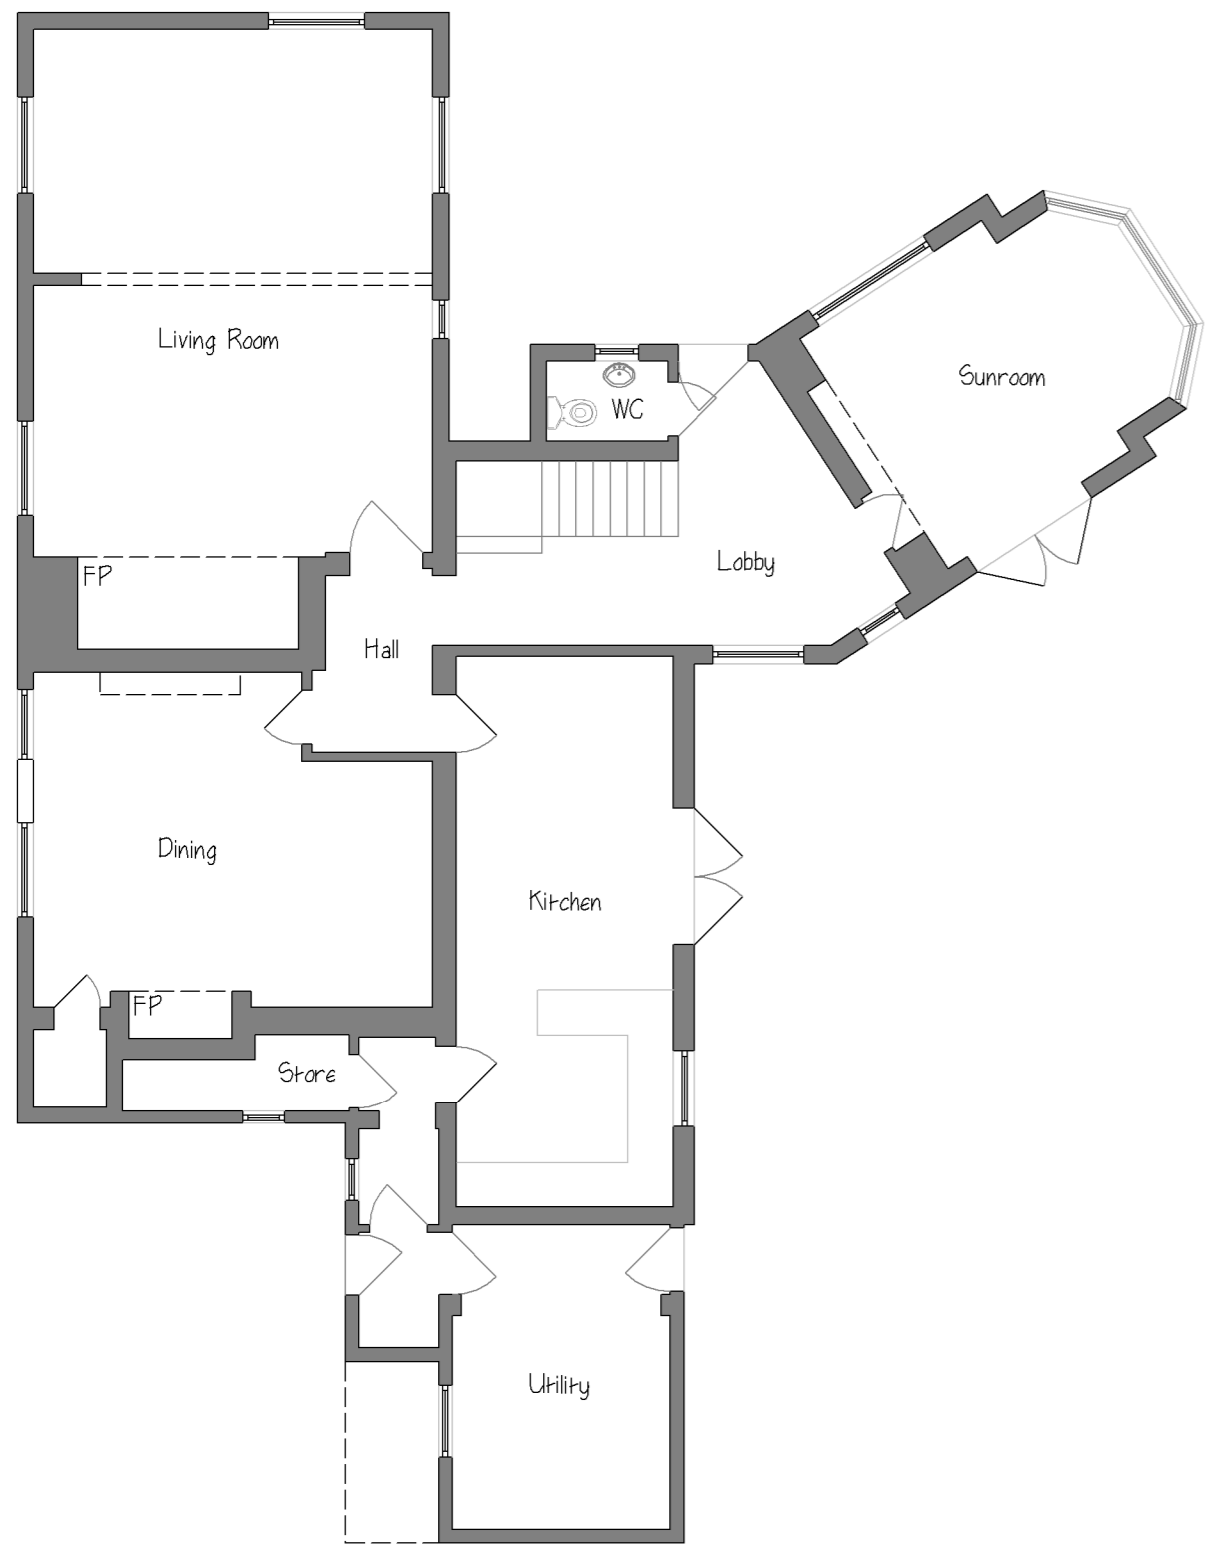 Living Room
Sunroom
WC
Lobby
FP
Hall
Dining
Kitchen
FP
Store
Utility